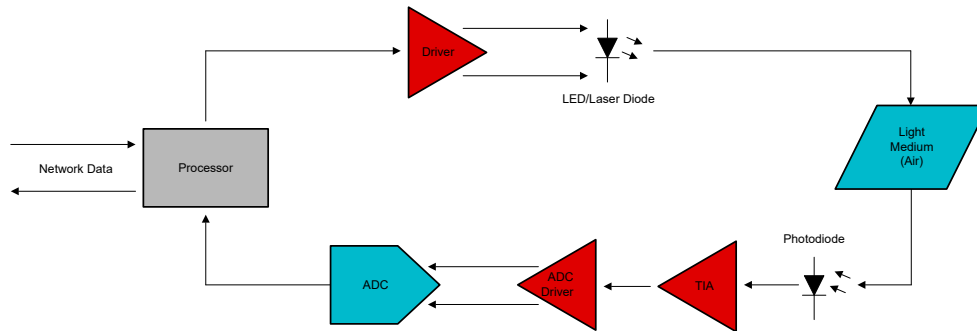 Driver
LED/Laser Diode
Light
Medium
(Air)
Network Data
Processor
Photodiode
ADC
ADC
Driver
TIA